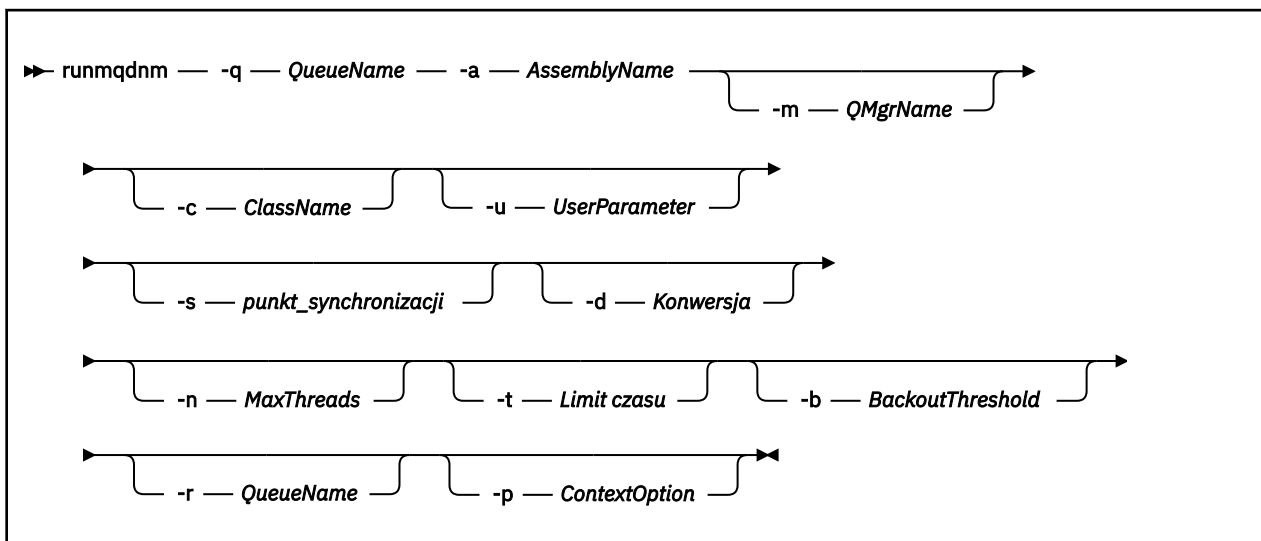 runmqdnm -q QueueName -a AssemblyName
-m QMgrName
-c ClassName -u UserParameter
-s punkt_synchronizacji -d Konwersja
-n MaxThreads -t Limit czasu -b BackoutThreshold
-r QueueName -p ContextOption